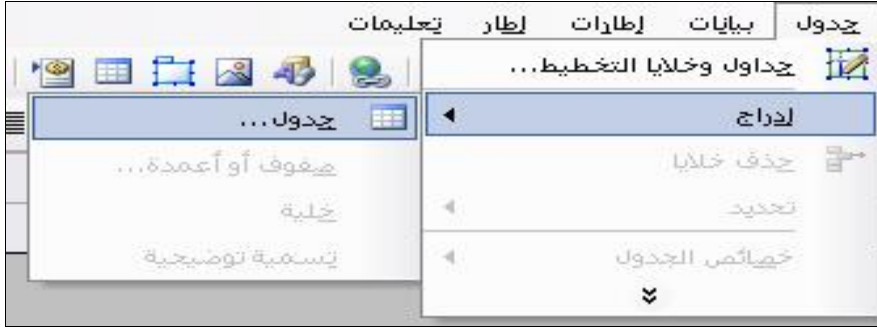 جدول بيانات إطارات إطار تعليمات
جداول وخلايا التخطيط...
إدراج
حذف خلايا
تحديد
خصائص الجدول
جدول...
صفوف أو أعمدة...
خلية
تسمية توضيحية